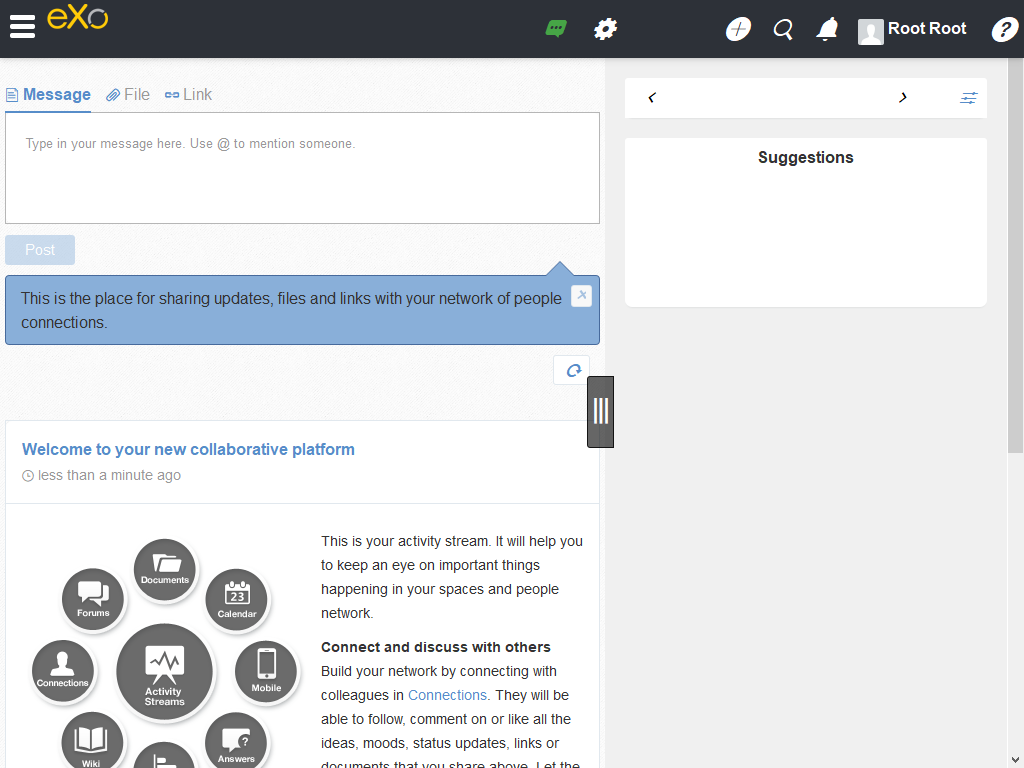 eXo
Root Root
?
Message
File
Link
Type in your message here. Use @ to mention someone.
Post
This is the place for sharing updates, files and links with your network of people
connections.
x
Suggestions
Welcome to your new collaborative platform
less than a minute ago
Documents
Forums
23
Calendar
Connections
Activity
Streams
Mobile
Wiki
?
Answers
This is your activity stream. It will help you
to keep an eye on important things
happening in your spaces and people
network.
Connect and discuss with others
Build your network by connecting with
colleagues in Connections. They will be
able to follow, comment on or like all the
ideas, moods, status updates, links or
documents that you share above. Let the